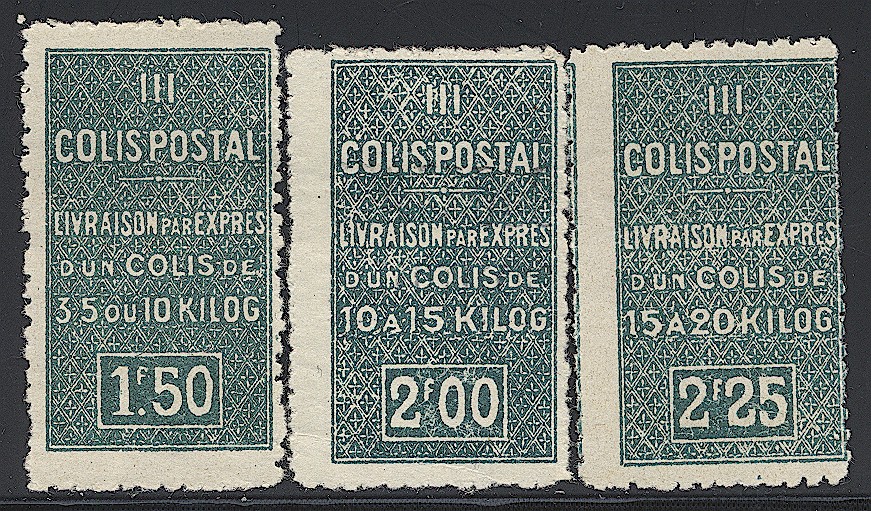 III
COLIS POSTAL
LIVRAISON PAR EXPRES
D'UN COLIS DE
3.5 OU 10 KILOG
1F.50
III
COLIS POSTAL
LIVRAISON PAR EXPRES
D'UN COLIS DE
10 A 15 KILOG
2F00
III
COLIS POSTAL
LIVRAISON PAR EXPRES
D'UN COLIS DE
15 A 20 KILOG
2F25